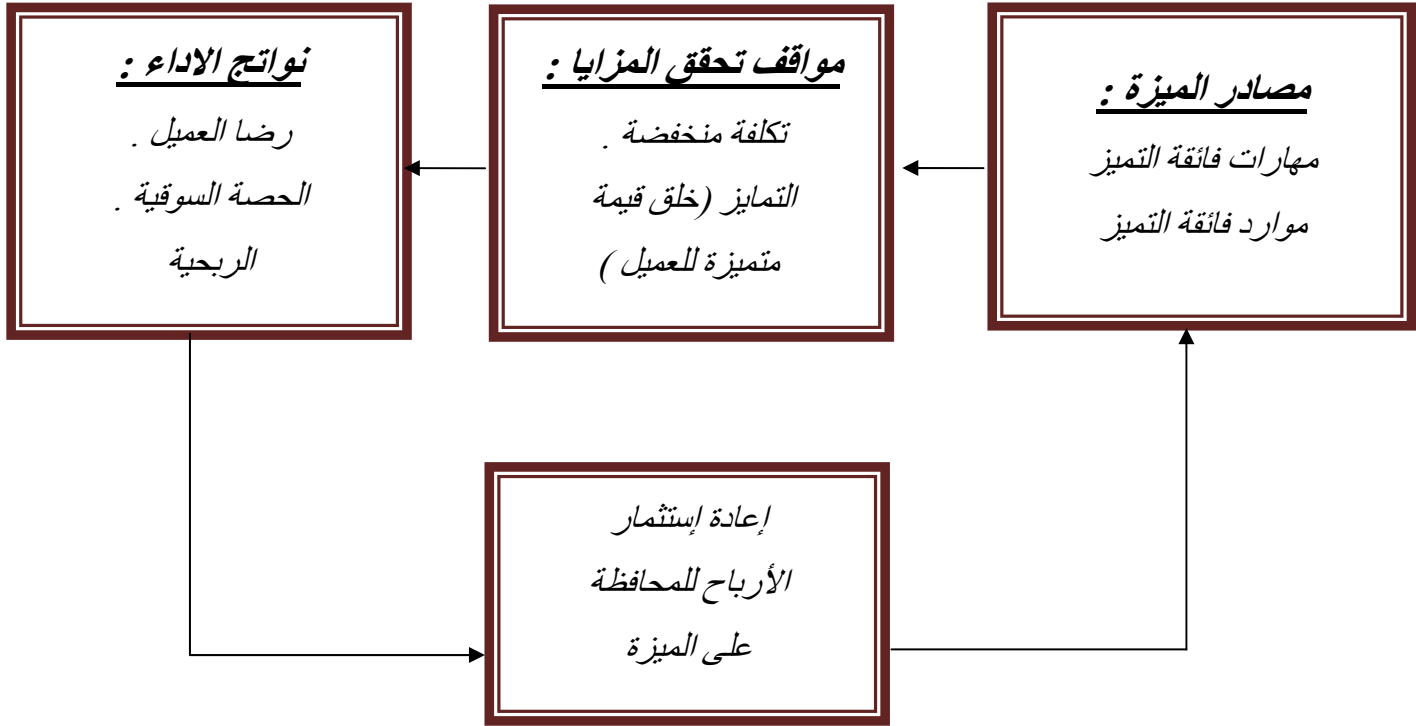 مصادر الميزة :
مهارات فائقة التميز
موارد فائقة التميز
مواقف تحقق المزايا :
تكلفة منخفضة .
التمايز (خلق قيمة
متميزة للعميل )
نواتج الاداء :
رضا العميل .
الحصة السوقية .
الربحية
إعادة إستثمار
الأرباح للمحافظة
على الميزة